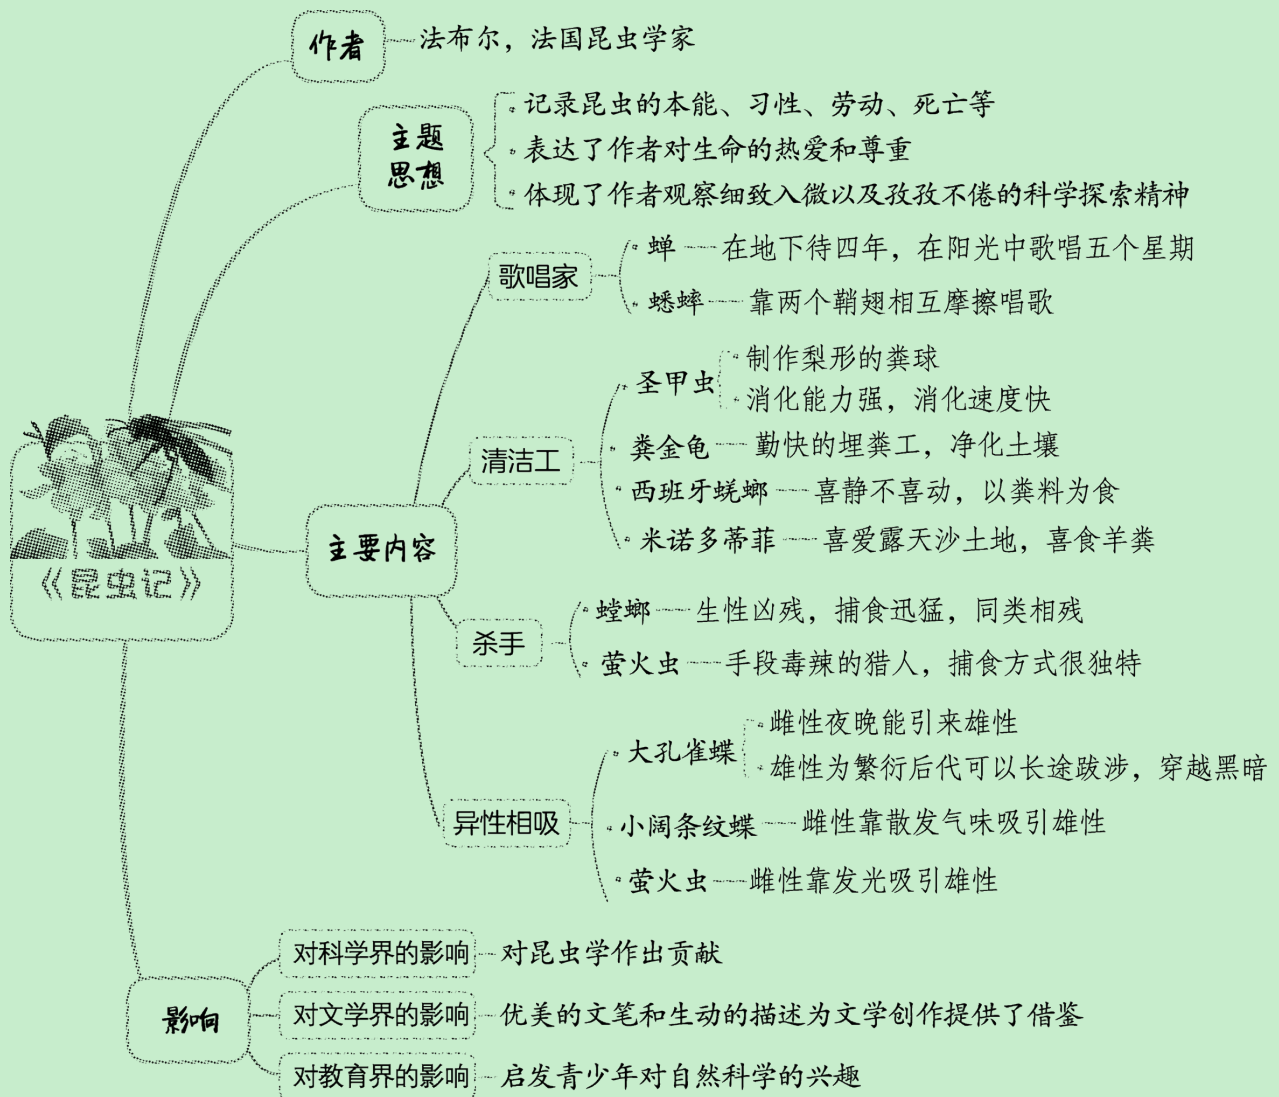 作者
法布尔，法国昆虫学家
主题
思想
记录昆虫的本能、习性、劳动、死亡等
表达了作者对生命的热爱和尊重
体现了作者观察细致入微以及孜孜不倦的科学探索精神
《昆虫记》
主要内容
歌唱家
蝉
在地下待四年，在阳光中歌唱五个星期
蟋蟀
靠两个鞘翅相互摩擦唱歌
清洁工
圣甲虫
制作梨形的粪球
消化能力强，消化速度快
粪金龟
勤快的埋粪工，净化土壤
西班牙蜣螂
喜静不喜动，以粪料为食
米诺多蒂菲
喜爱露天沙土地，喜食羊粪
杀手
螳螂
生性凶残，捕食迅猛，同类相残
萤火虫
手段毒辣的猎人，捕食方式很独特
异性相吸
大孔雀蝶
雌性夜晚能引来雄性
雄性为繁衍后代可以长途跋涉，穿越黑暗
小阔条纹蝶
雌性靠散发气味吸引雄性
萤火虫
雌性靠发光吸引雄性
影响
对科学界的影响
对昆虫学作出贡献
对文学界的影响
优美的文笔和生动的描述为文学创作提供了借鉴
对教育界的影响
启发青少年对自然科学的兴趣